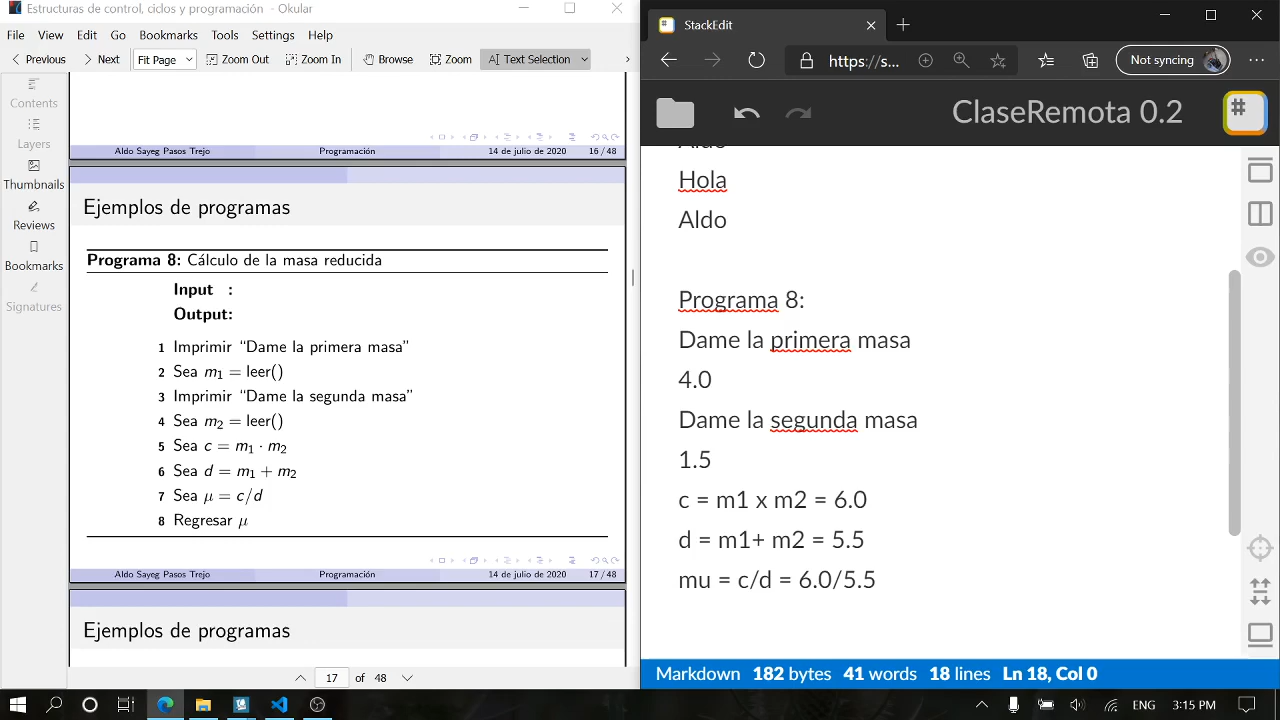 Estructuras de control, ciclos y programación - Okular
File View Edit Go Bookmarks Tools Settings Help
Previous Next Fit Page Zoom Out Zoom In Browse Zoom Text Selection
Contents
Layers
Thumbnails
Reviews
Bookmarks
Signatures
Aldo Sayeg Pasos Trejo Programación 14 de julio de 2020 16 / 48
Ejemplos de programas
Programa 8: Cálculo de la masa reducida
Input :
Output:
1 Imprimir “Dame la primera masa”
2 Sea m₁ = leer()
3 Imprimir “Dame la segunda masa”
4 Sea m₂ = leer()
5 Sea c = m₁ · m₂
6 Sea d = m₁ + m₂
7 Sea μ = c/d
8 Regresar μ
Aldo Sayeg Pasos Trejo Programación 14 de julio de 2020 17 / 48
Ejemplos de programas
17 of 48
StackEdit
https://s...
Not syncing
ClaseRemota 0.2
Aldo
Hola
Aldo
Programa 8:
Dame la primera masa
4.0
Dame la segunda masa
1.5
c = m1 x m2 = 6.0
d = m1+ m2 = 5.5
mu = c/d = 6.0/5.5
Markdown 182 bytes 41 words 18 lines Ln 18, Col 0
ENG 3:15 PM